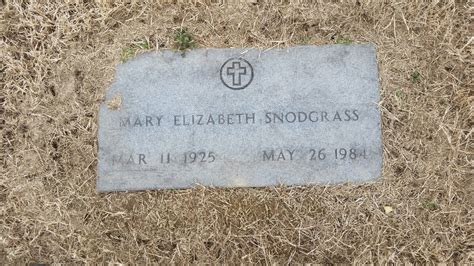 MARY ELIZABETH SNODGRASS
MAR 11 1925 MAY 26 1984